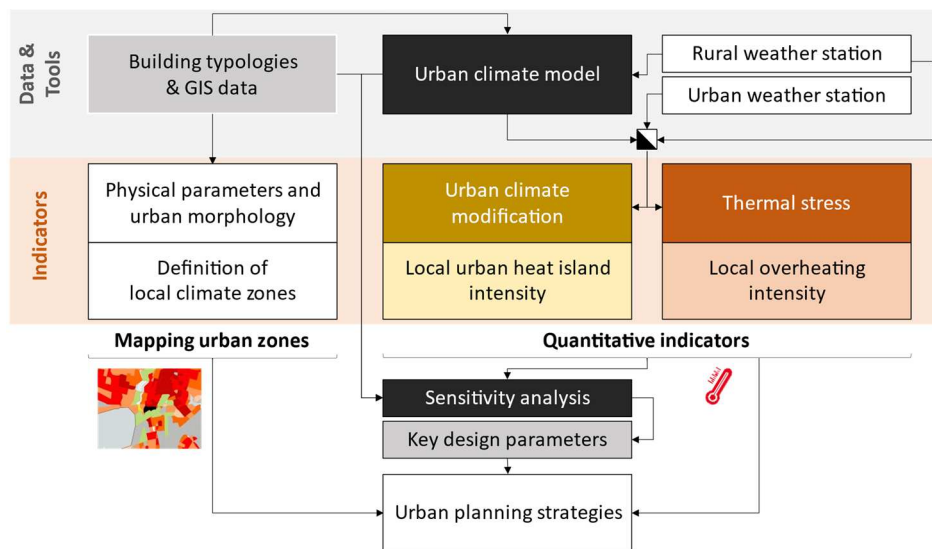 Data &
Tools
Building typologies
& GIS data
Urban climate model
Rural weather station
Urban weather station
Indicators
Physical parameters and
urban morphology
Urban climate
modification
Thermal stress
Definition of
local climate zones
Local urban heat island
intensity
Local overheating
intensity
Mapping urban zones
Quantitative indicators
Sensitivity analysis
Key design parameters
Urban planning strategies